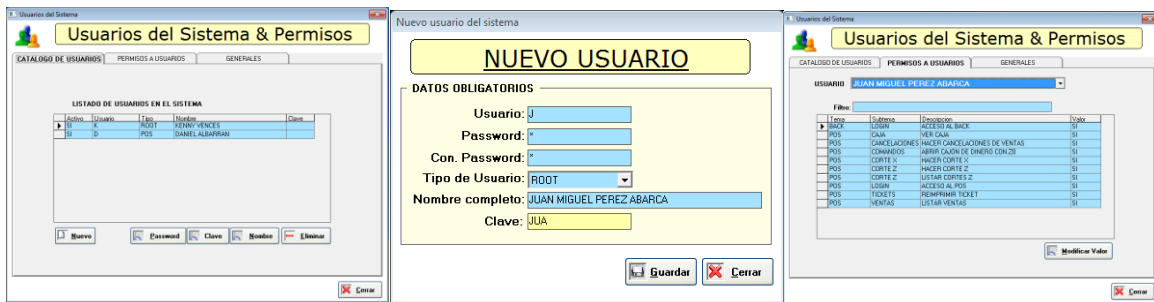 Usuarios del Sistema
Usuarios del Sistema & Permisos
CATALOGO DE USUARIOS PERMISOS A USUARIOS GENERALES
LISTADO DE USUARIOS EN EL SISTEMA
Activo Usuario Tipo Nombre Clave
SI K ROOT KENNY VENCES
SI D POS DANIEL ALBARRAN
Nuevo Password Clave Nombre Eliminar
Cerrar
Nuevo usuario del sistema
NUEVO USUARIO
DATOS OBLIGATORIOS
Usuario: J
Password: *
Con. Password: *
Tipo de Usuario: ROOT
Nombre completo: JUAN MIGUEL PEREZ ABARCA
Clave: JUA
Guardar Cerrar
Usuarios del Sistema
Usuarios del Sistema & Permisos
CATALOGO DE USUARIOS PERMISOS A USUARIOS GENERALES
USUARIO JUAN MIGUEL PEREZ ABARCA
Filtro:
Tema Subtema Descripcion Valor
BACK LOGIN ACCESO AL BACK SI
POS CAJA VER CAJA SI
POS CANCELACIONES HACER CANCELACIONES DE VENTAS SI
POS COMANDOS ABRIR CAJON DE DINERO CON Z0 SI
POS CORTE X HACER CORTE X SI
POS CORTE Z HACER CORTE Z SI
POS CORTE Z LISTAR CORTES Z SI
POS LOGIN ACCESO AL POS SI
POS TICKETS REIMPRIMIR TICKET SI
POS VENTAS LISTAR VENTAS SI
Modificar Valor
Cerrar